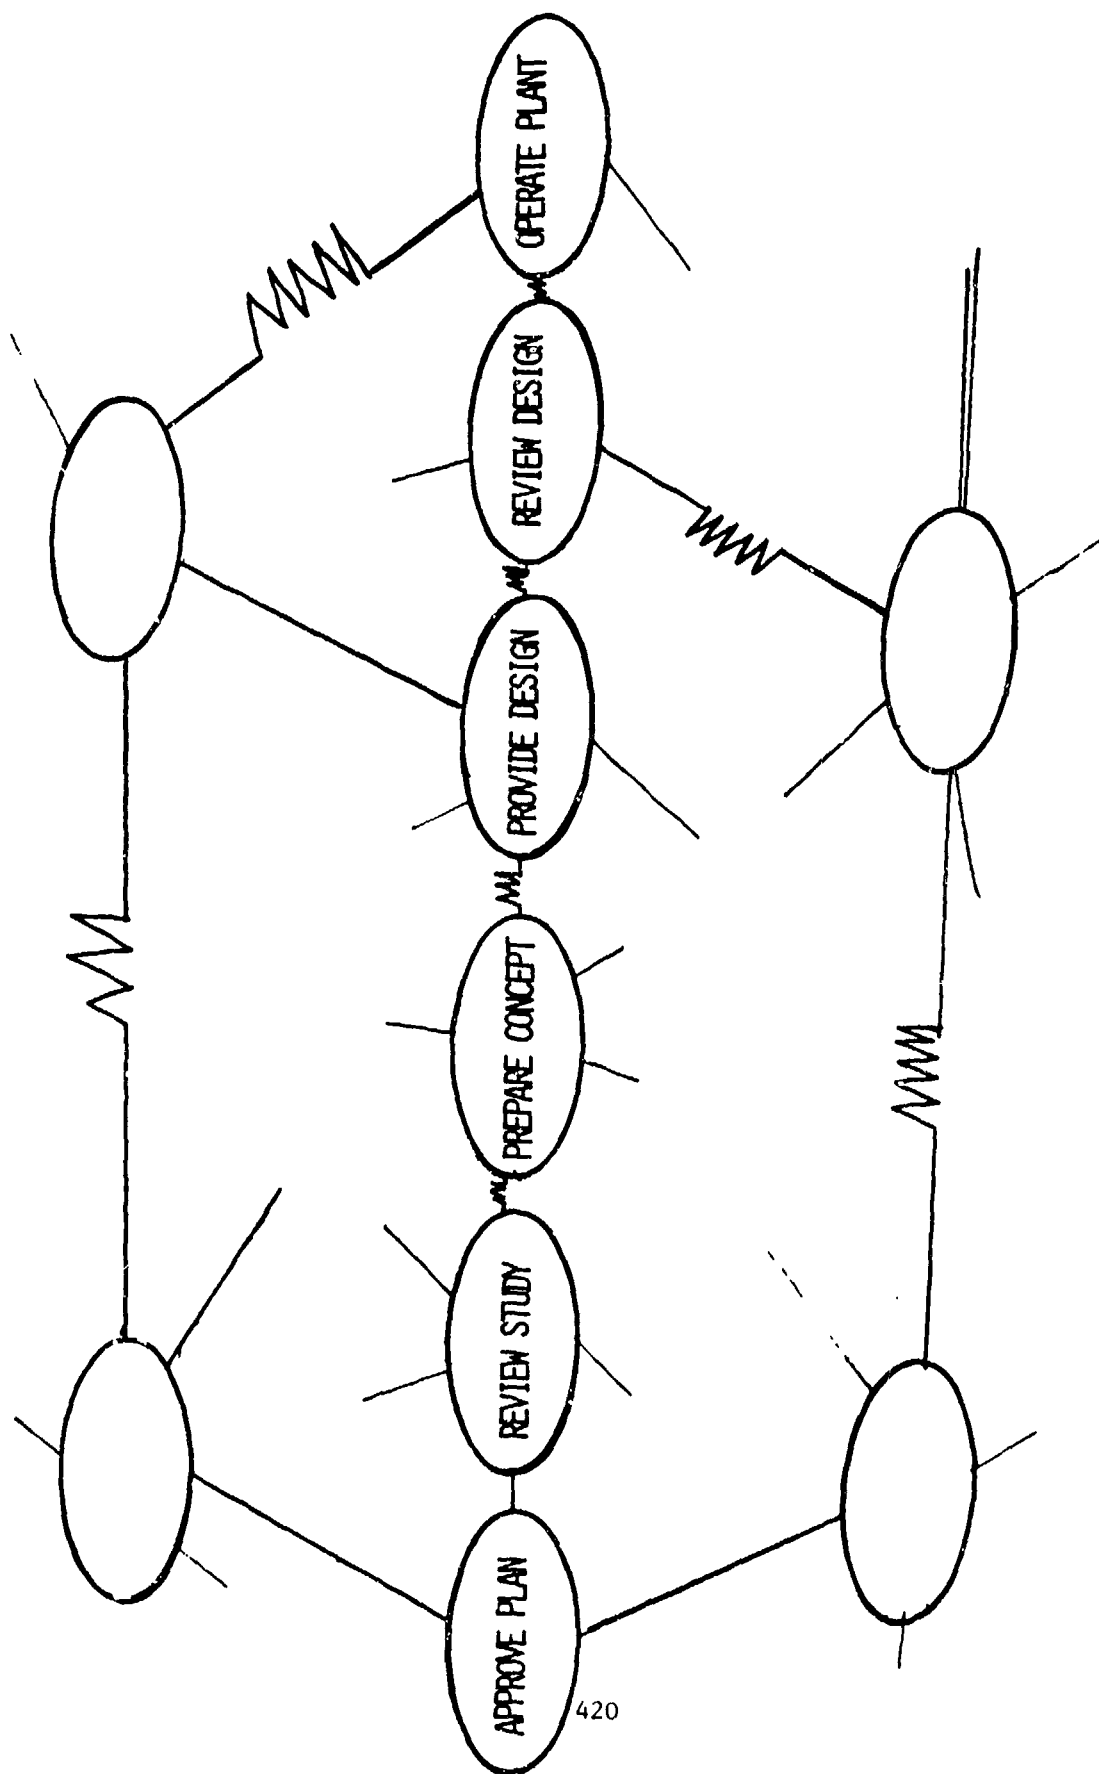 APPROVE PLAN
REVIEW STUDY
PREPARE CONCEPT
PROVIDE DESIGN
REVIEW DESIGN
OPERATE PLANT
420